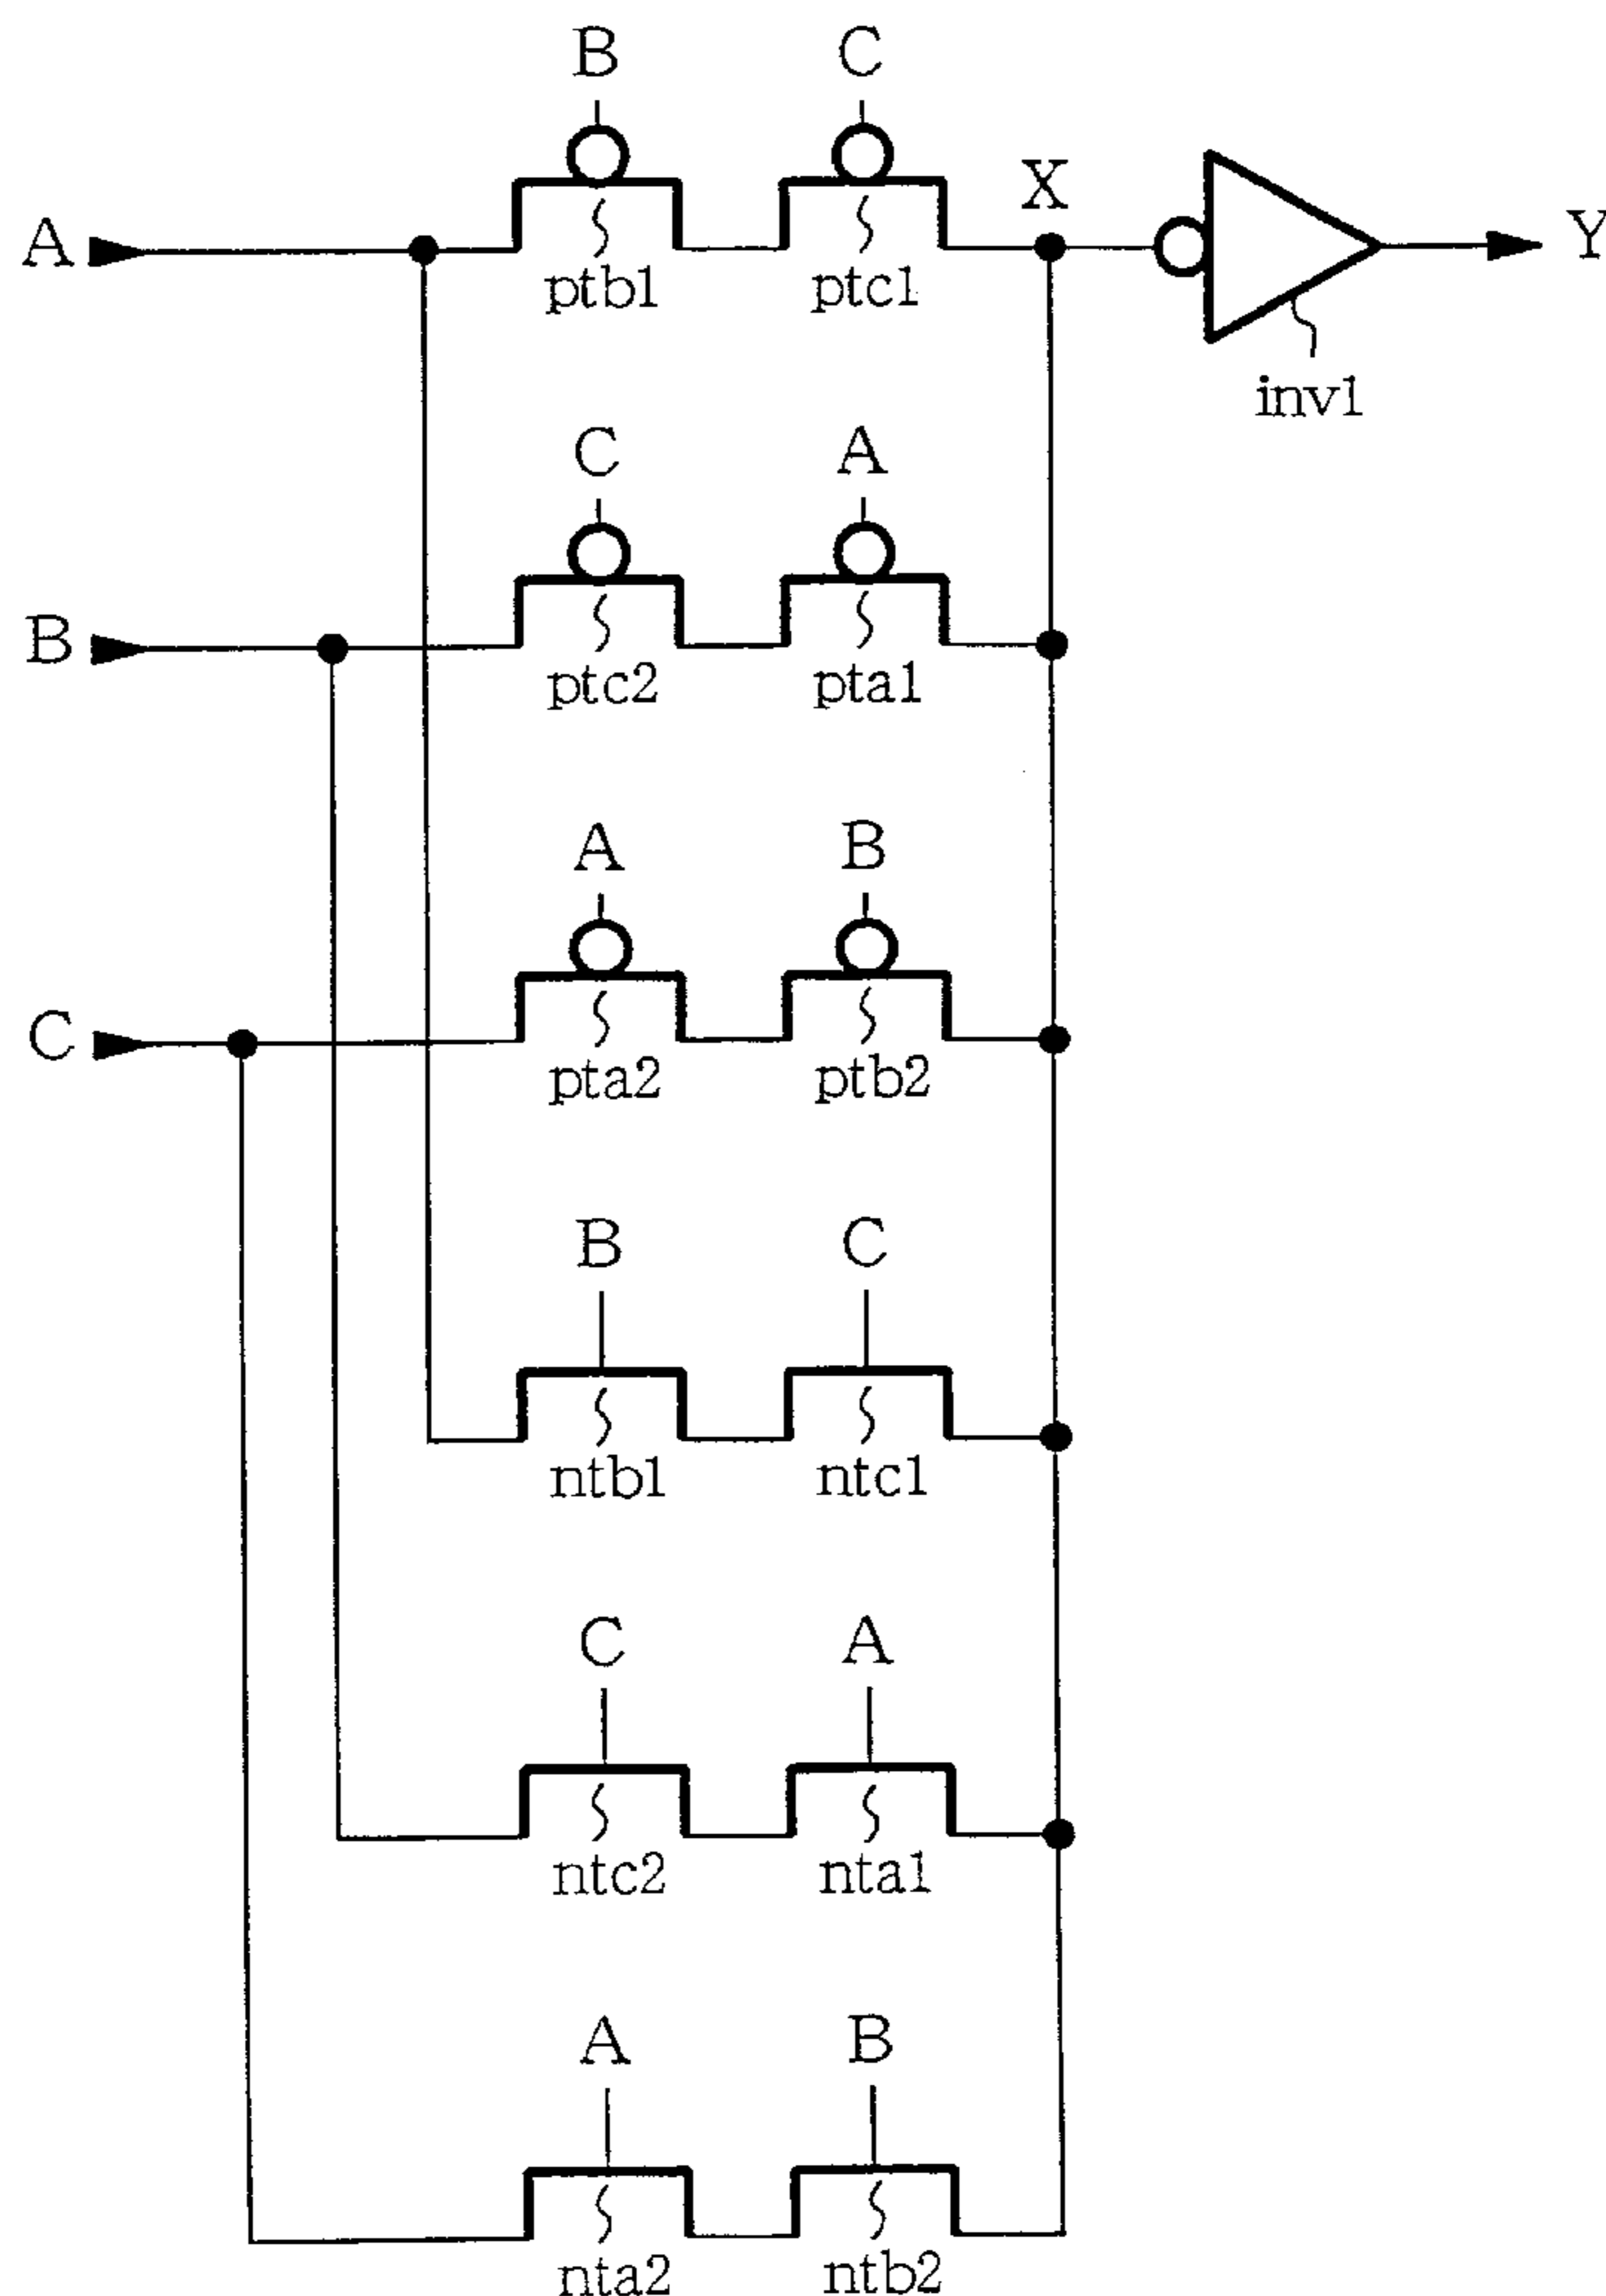 B C
X
A Y
ptb1 ptc1
inv1
C A
B
ptc2 pta1
A B
C
pta2 ptb2
B C
ntb1 ntc1
C A
ntc2 nta1
A B
nta2 ntb2